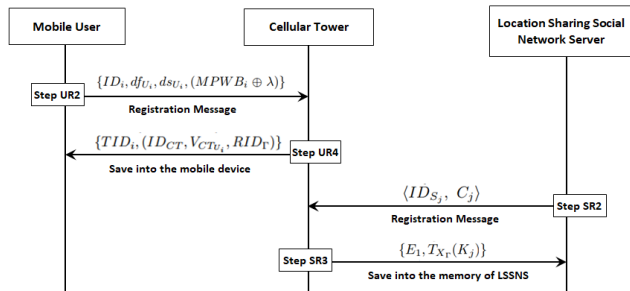 Mobile User
Cellular Tower
Location Sharing Social
Network Server
{ID_i, df_{U_i}, ds_{U_i}, (MPWB_i ⊕ λ)}
Step UR2
Registration Message
{TID_i, (ID_{CT}, V_{CTU_i}, RID_Γ)}
Step UR4
Save into the mobile device
⟨ID_{S_j}, C_j⟩
Step SR2
Registration Message
{E_1, T_{X_Γ}(K_j)}
Step SR3
Save into the memory of LSSNS